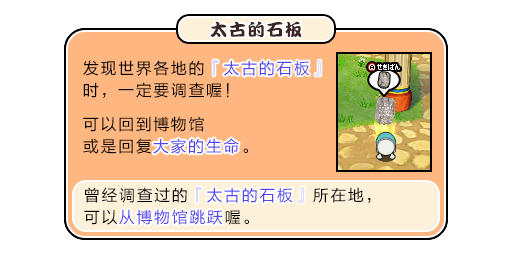 太古的石板
发现世界各地的『太古的石板』
时，一定要调查喔！
可以回到博物馆
或是回复大家的生命。
せきばん
曾经调查过的『太古的石板』所在地，
可以从博物馆跳跃喔。